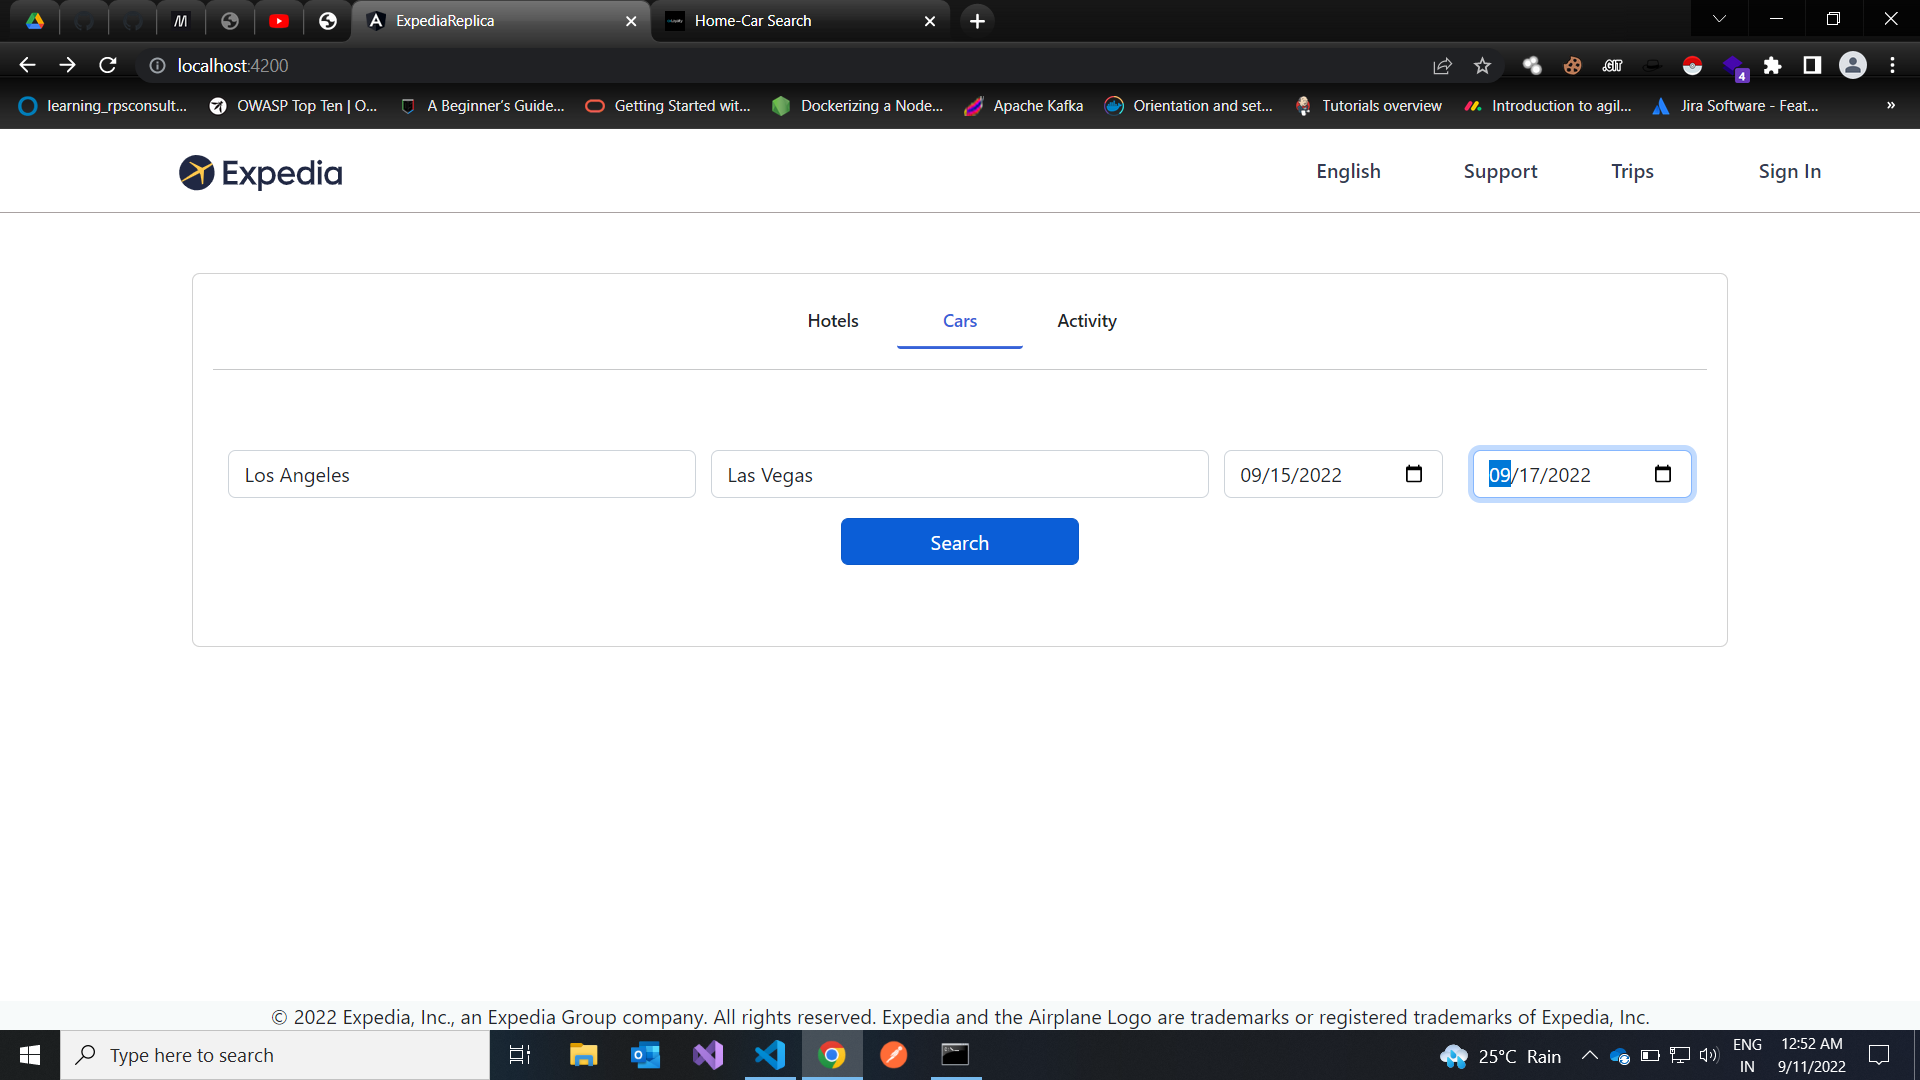 ExpediaReplica
Home-Car Search
localhost:4200
.GIT
4
learning_rpsconsult...
OWASP Top Ten | O...
A Beginner's Guide...
Getting Started wit...
Dockerizing a Node...
Apache Kafka
Orientation and set...
Tutorials overview
Introduction to agil...
Jira Software - Feat...
»
Expedia
English
Support
Trips
Sign In
Hotels
Cars
Activity
Los Angeles
Las Vegas
09/15/2022
09/17/2022
Search
© 2022 Expedia, Inc., an Expedia Group company. All rights reserved. Expedia and the Airplane Logo are trademarks or registered trademarks of Expedia, Inc.
Type here to search
25°C Rain
ENG
IN
12:52 AM
9/11/2022